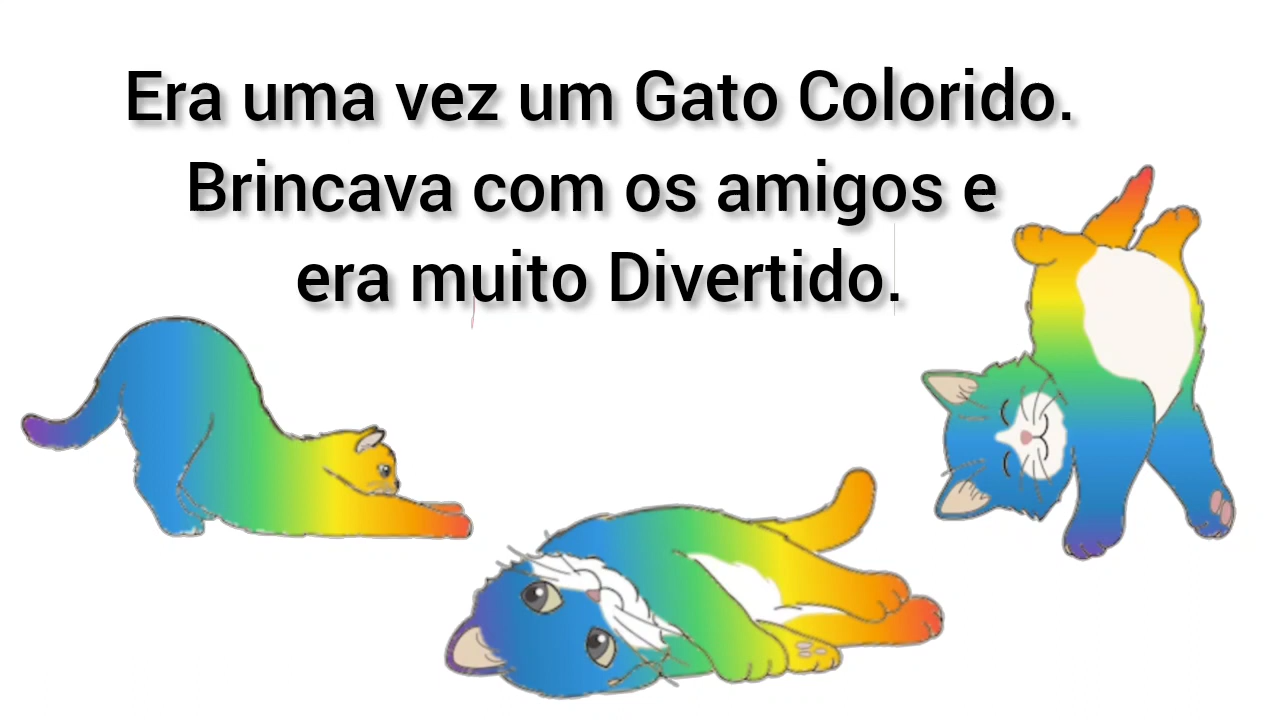 Era uma vez um Gato Colorido.
Brincava com os amigos e
era muito Divertido.